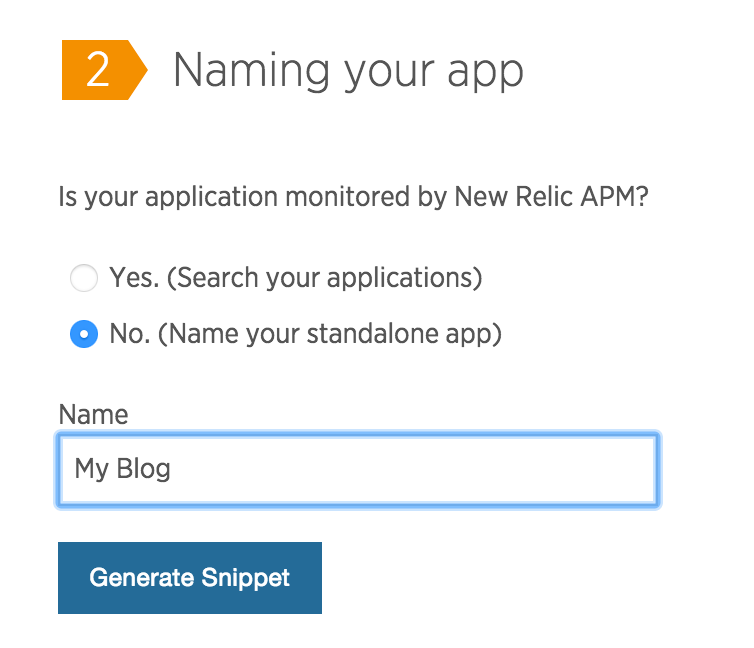 2 Naming your app
Is your application monitored by New Relic APM?
Yes. (Search your applications)
No. (Name your standalone app)
Name
My Blog
Generate Snippet